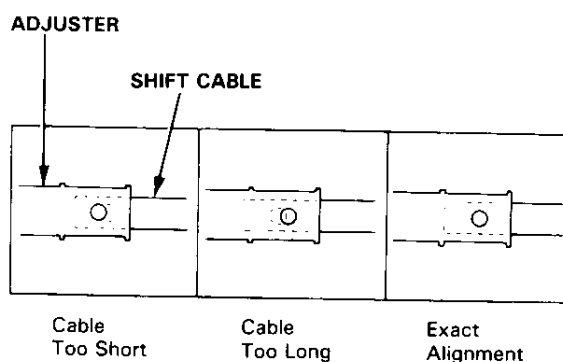 ADJUSTER
SHIFT CABLE
Cable
Too Short
Cable
Too Long
Exact
Alignment